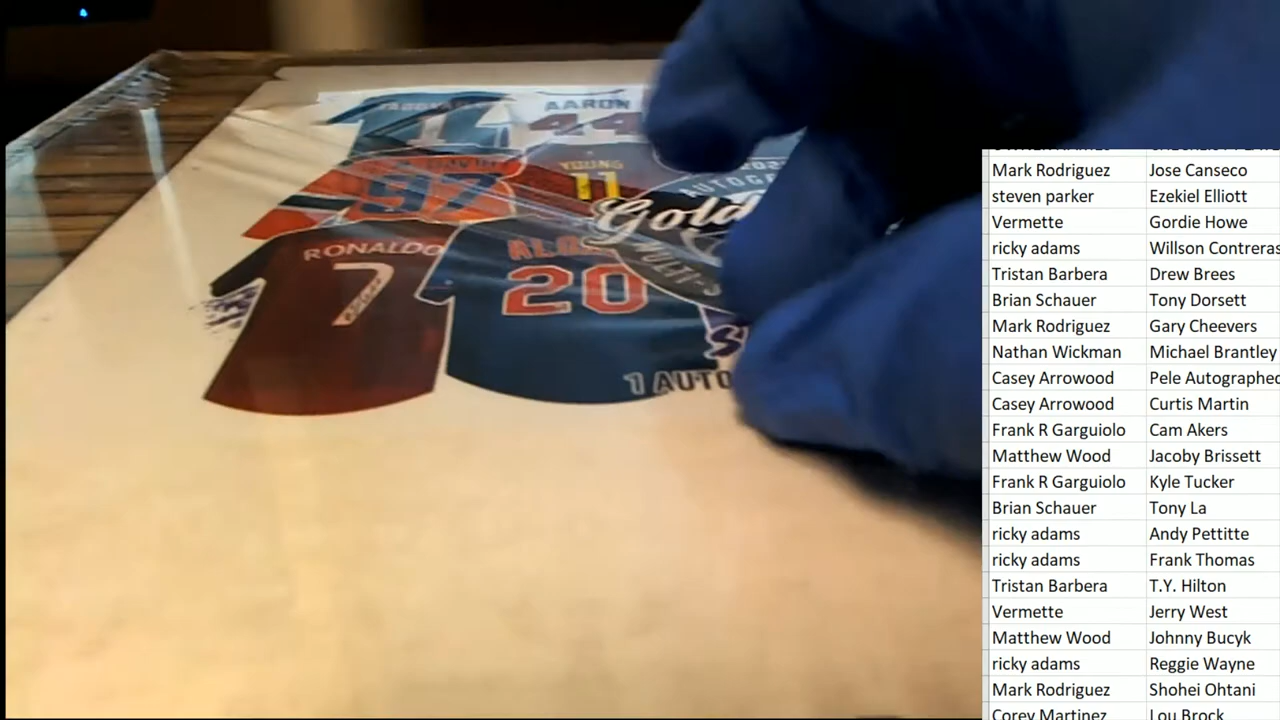 AARON
44
YOUNG
11
97
AUTOG
Gold
MULTI-S
RONALDO
7
20
1 AUTO
Mark Rodriguez Jose Canseco
steven parker Ezekiel Elliott
Vermette Gordie Howe
ricky adams Willson Contreras
Tristan Barbera Drew Brees
Brian Schauer Tony Dorsett
Mark Rodriguez Gary Cheevers
Nathan Wickman Michael Brantley
Casey Arrowood Pele Autographed
Casey Arrowood Curtis Martin
Frank R Garguiolo Cam Akers
Matthew Wood Jacoby Brissett
Frank R Garguiolo Kyle Tucker
Brian Schauer Tony La
ricky adams Andy Pettitte
ricky adams Frank Thomas
Tristan Barbera T.Y. Hilton
Vermette Jerry West
Matthew Wood Johnny Bucyk
ricky adams Reggie Wayne
Mark Rodriguez Shohei Ohtani
Corey Martinez Lou Brock